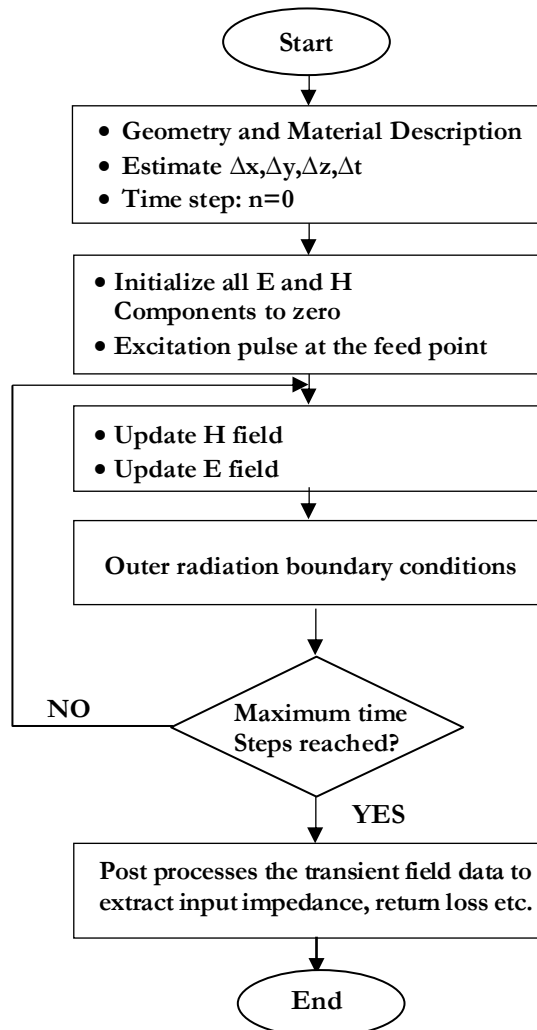 Start
• Geometry and Material Description
• Estimate Δx,Δy,Δz,Δt
• Time step: n=0
• Initialize all E and H
Components to zero
• Excitation pulse at the feed point
• Update H field
• Update E field
Outer radiation boundary conditions
NO
Maximum time
Steps reached?
YES
Post processes the transient field data to
extract input impedance, return loss etc.
End